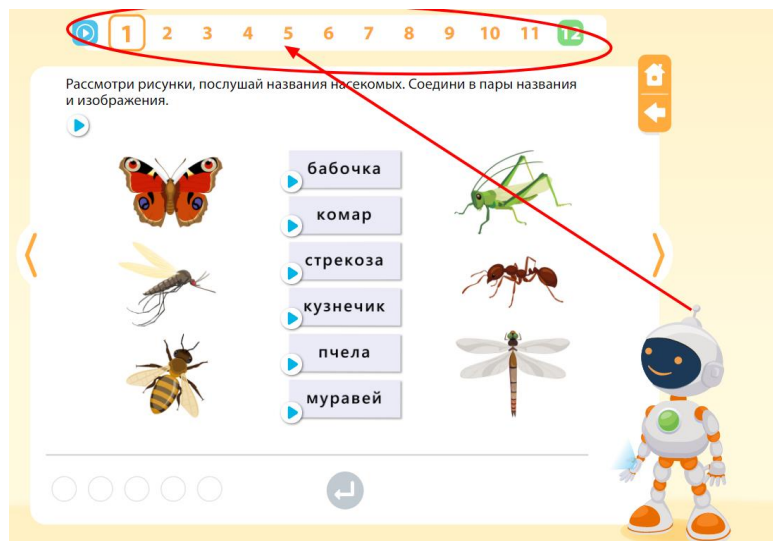 1 2 3 4 5 6 7 8 9 10 11 12
Рассмотри рисунки, послушай названия насекомых. Соедини в пары названия
и изображения.
бабочка
комар
стрекоза
кузнечик
пчела
муравей